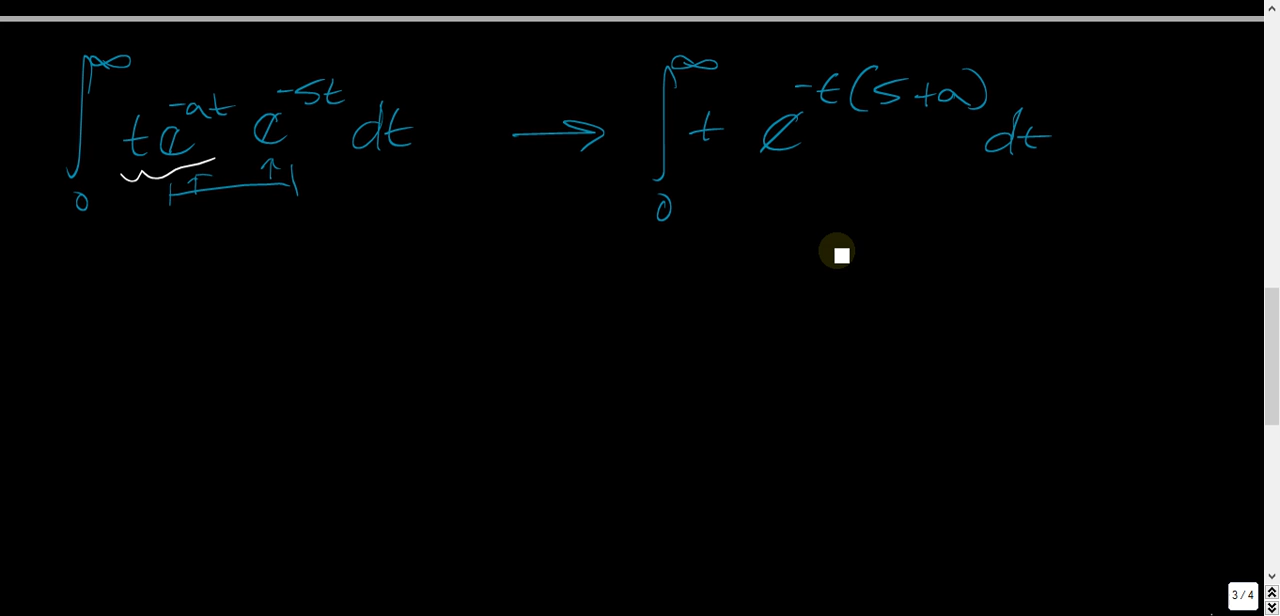 ∫₀^∞ t e^{-at} e^{-st} dt → ∫₀^∞ t e^{-t(s+a)} dt
3 / 4